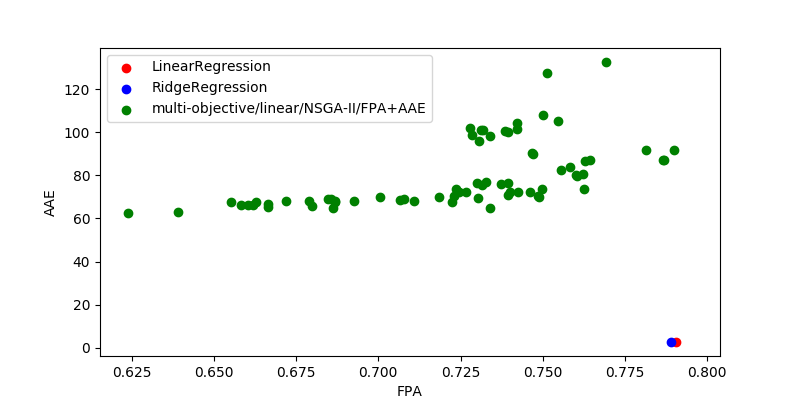 LinearRegression
RidgeRegression
multi-objective/linear/NSGA-II/FPA+AAE
120
100
80
60
40
20
0
AAE
0.625 0.650 0.675 0.700 0.725 0.750 0.775 0.800
FPA